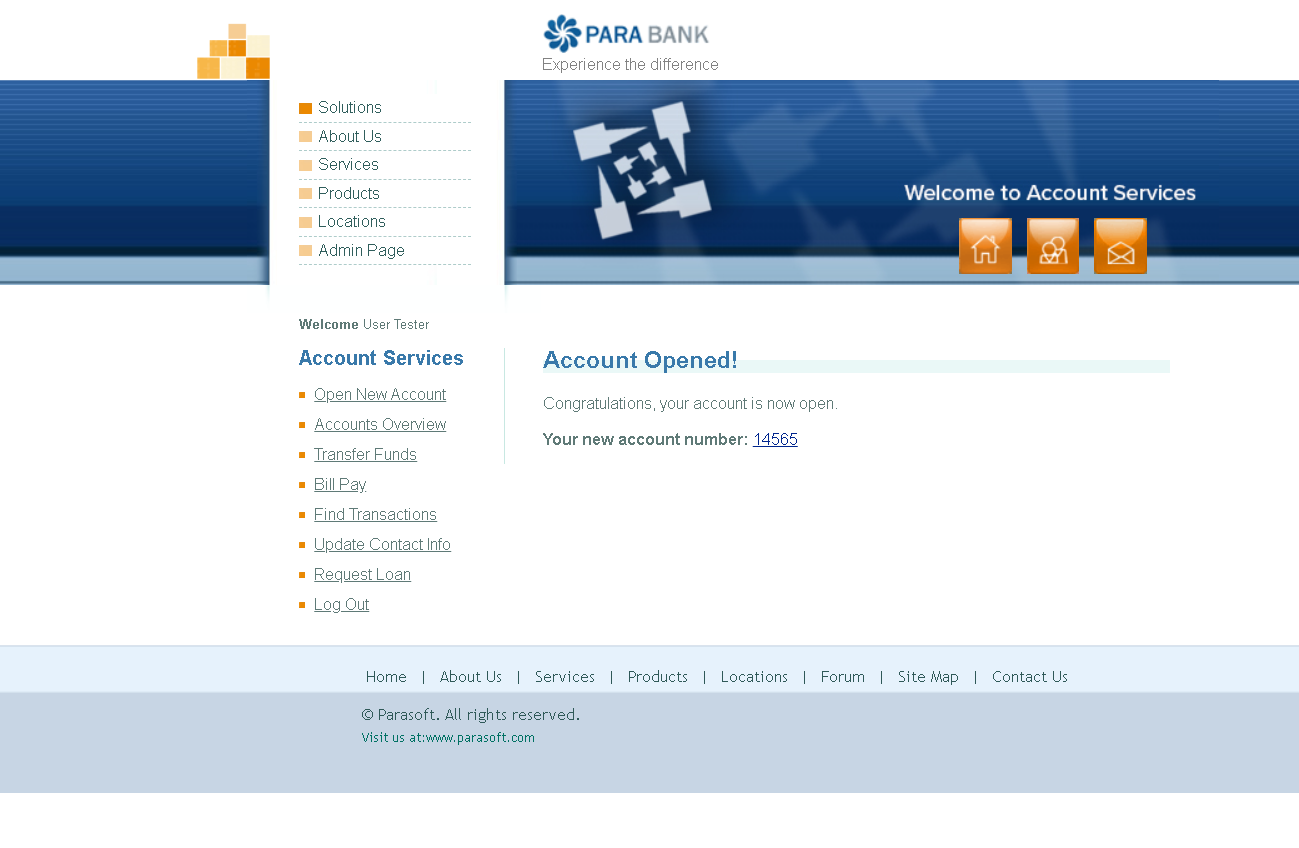 PARA BANK
Experience the difference
Solutions
About Us
Services
Products
Locations
Admin Page
Welcome to Account Services
Welcome User Tester
Account Services
Open New Account
Accounts Overview
Transfer Funds
Bill Pay
Find Transactions
Update Contact Info
Request Loan
Log Out
Account Opened!
Congratulations, your account is now open.
Your new account number: 14565
Home | About Us | Services | Products | Locations | Forum | Site Map | Contact Us
© Parasoft. All rights reserved.
Visit us at:www.parasoft.com